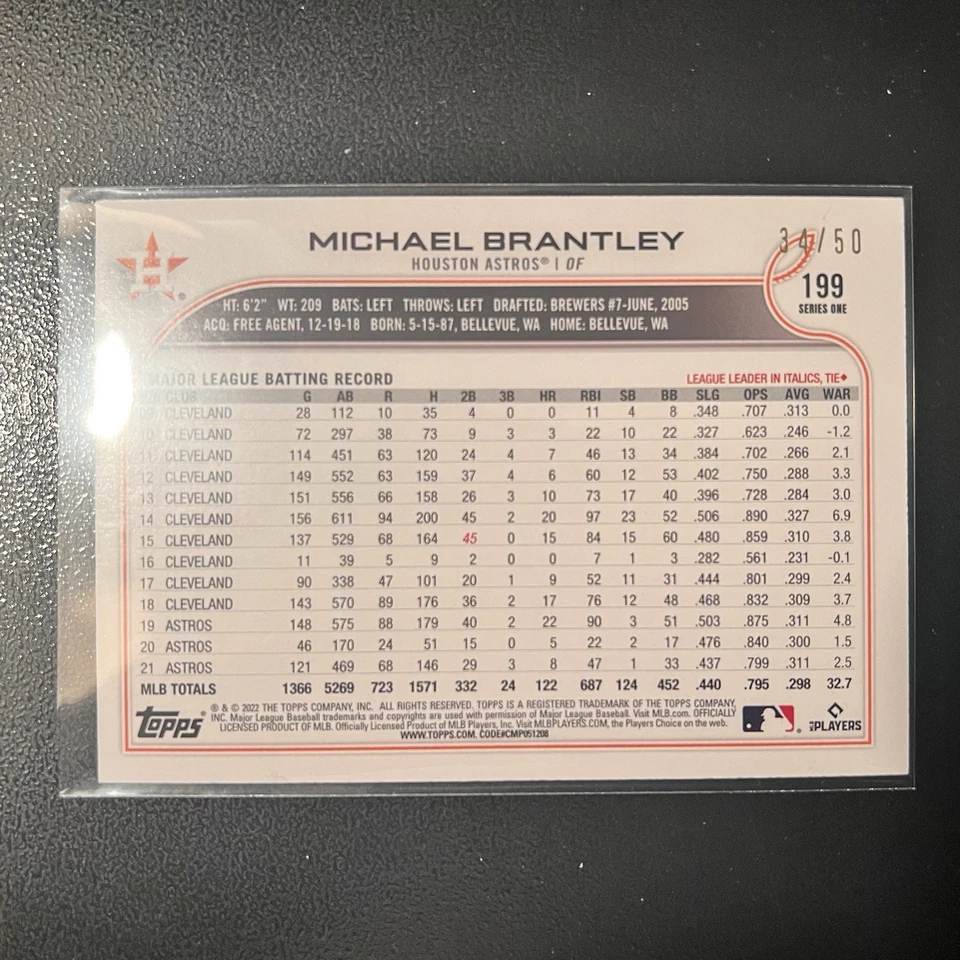 MICHAEL BRANTLEY
34/50
HOUSTON ASTROS® | OF
199
SERIES ONE
HT: 6'2" WT: 209 BATS: LEFT THROWS: LEFT DRAFTED: BREWERS #7-JUNE, 2005
ACQ: FREE AGENT, 12-19-18 BORN: 5-15-87, BELLEVUE, WA HOME: BELLEVUE, WA
MAJOR LEAGUE BATTING RECORD LEAGUE LEADER IN ITALICS, TIE♦
CLUB G AB R H 2B 3B HR RBI SB BB SLG OPS AVG WAR
09 CLEVELAND 28 112 10 35 4 0 0 11 4 8 .348 .707 .313 0.0
10 CLEVELAND 72 297 38 73 9 3 3 22 10 22 .327 .623 .246 -1.2
11 CLEVELAND 114 451 63 120 24 4 7 46 13 34 .384 .702 .266 2.1
12 CLEVELAND 149 552 63 159 37 4 6 60 12 53 .402 .750 .288 3.3
13 CLEVELAND 151 556 66 158 26 3 10 73 17 40 .396 .728 .284 3.0
14 CLEVELAND 156 611 94 200 45 2 20 97 23 52 .506 .890 .327 6.9
15 CLEVELAND 137 529 68 164 45 0 15 84 15 60 .480 .859 .310 3.8
16 CLEVELAND 11 39 5 9 2 0 0 7 1 3 .282 .561 .231 -0.1
17 CLEVELAND 90 338 47 101 20 1 9 52 11 31 .444 .801 .299 2.4
18 CLEVELAND 143 570 89 176 36 2 17 76 12 48 .468 .832 .309 3.7
19 ASTROS 148 575 88 179 40 2 22 90 3 51 .503 .875 .311 4.8
20 ASTROS 46 170 24 51 15 0 5 22 2 17 .476 .840 .300 1.5
21 ASTROS 121 469 68 146 29 3 8 47 1 33 .437 .799 .311 2.5
MLB TOTALS 1366 5269 723 1571 332 24 122 687 124 452 .440 .795 .298 32.7
Topps®
® & © 2022 THE TOPPS COMPANY, INC. ALL RIGHTS RESERVED. TOPPS IS A REGISTERED TRADEMARK OF THE TOPPS COMPANY,
INC. Major League Baseball trademarks and copyrights are used with permission of Major League Baseball. Visit MLB.com. OFFICIALLY
LICENSED PRODUCT OF MLB. Officially Licensed Product of MLB Players, Inc. Visit MLBPLAYERS.COM, the Players Choice on the web.
WWW.TOPPS.COM. CODE#CMP051208
MLB PLAYERS